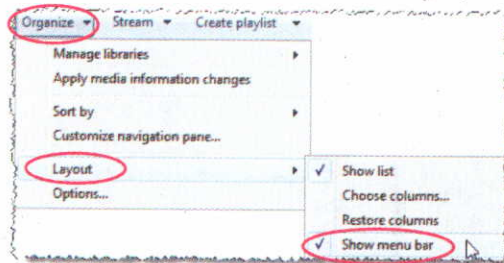 Organize Stream Create playlist
Manage libraries
Apply media information changes
Sort by
Customize navigation pane...
Layout
Options...
Show list
Choose columns...
Restore columns
Show menu bar